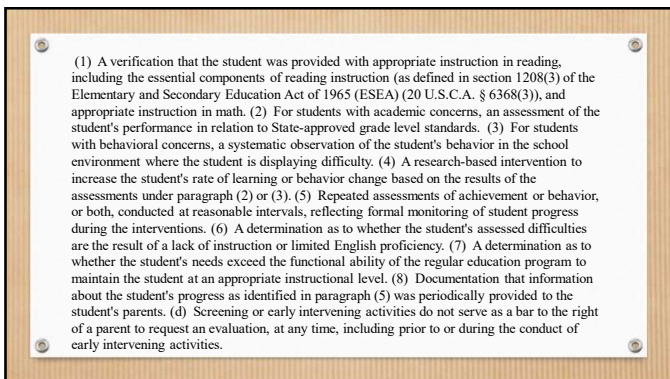 (1) A verification that the student was provided with appropriate instruction in reading,
including the essential components of reading instruction (as defined in section 1208(3) of the
Elementary and Secondary Education Act of 1965 (ESEA) (20 U.S.C.A. § 6368(3)), and
appropriate instruction in math. (2) For students with academic concerns, an assessment of the
student's performance in relation to State-approved grade level standards. (3) For students
with behavioral concerns, a systematic observation of the student's behavior in the school
environment where the student is displaying difficulty. (4) A research-based intervention to
increase the student's rate of learning or behavior change based on the results of the
assessments under paragraph (2) or (3). (5) Repeated assessments of achievement or behavior,
or both, conducted at reasonable intervals, reflecting formal monitoring of student progress
during the interventions. (6) A determination as to whether the student's assessed difficulties
are the result of a lack of instruction or limited English proficiency. (7) A determination as to
whether the student's needs exceed the functional ability of the regular education program to
maintain the student at an appropriate instructional level. (8) Documentation that information
about the student's progress as identified in paragraph (5) was periodically provided to the
student's parents. (d) Screening or early intervening activities do not serve as a bar to the right
of a parent to request an evaluation, at any time, including prior to or during the conduct of
early intervening activities.